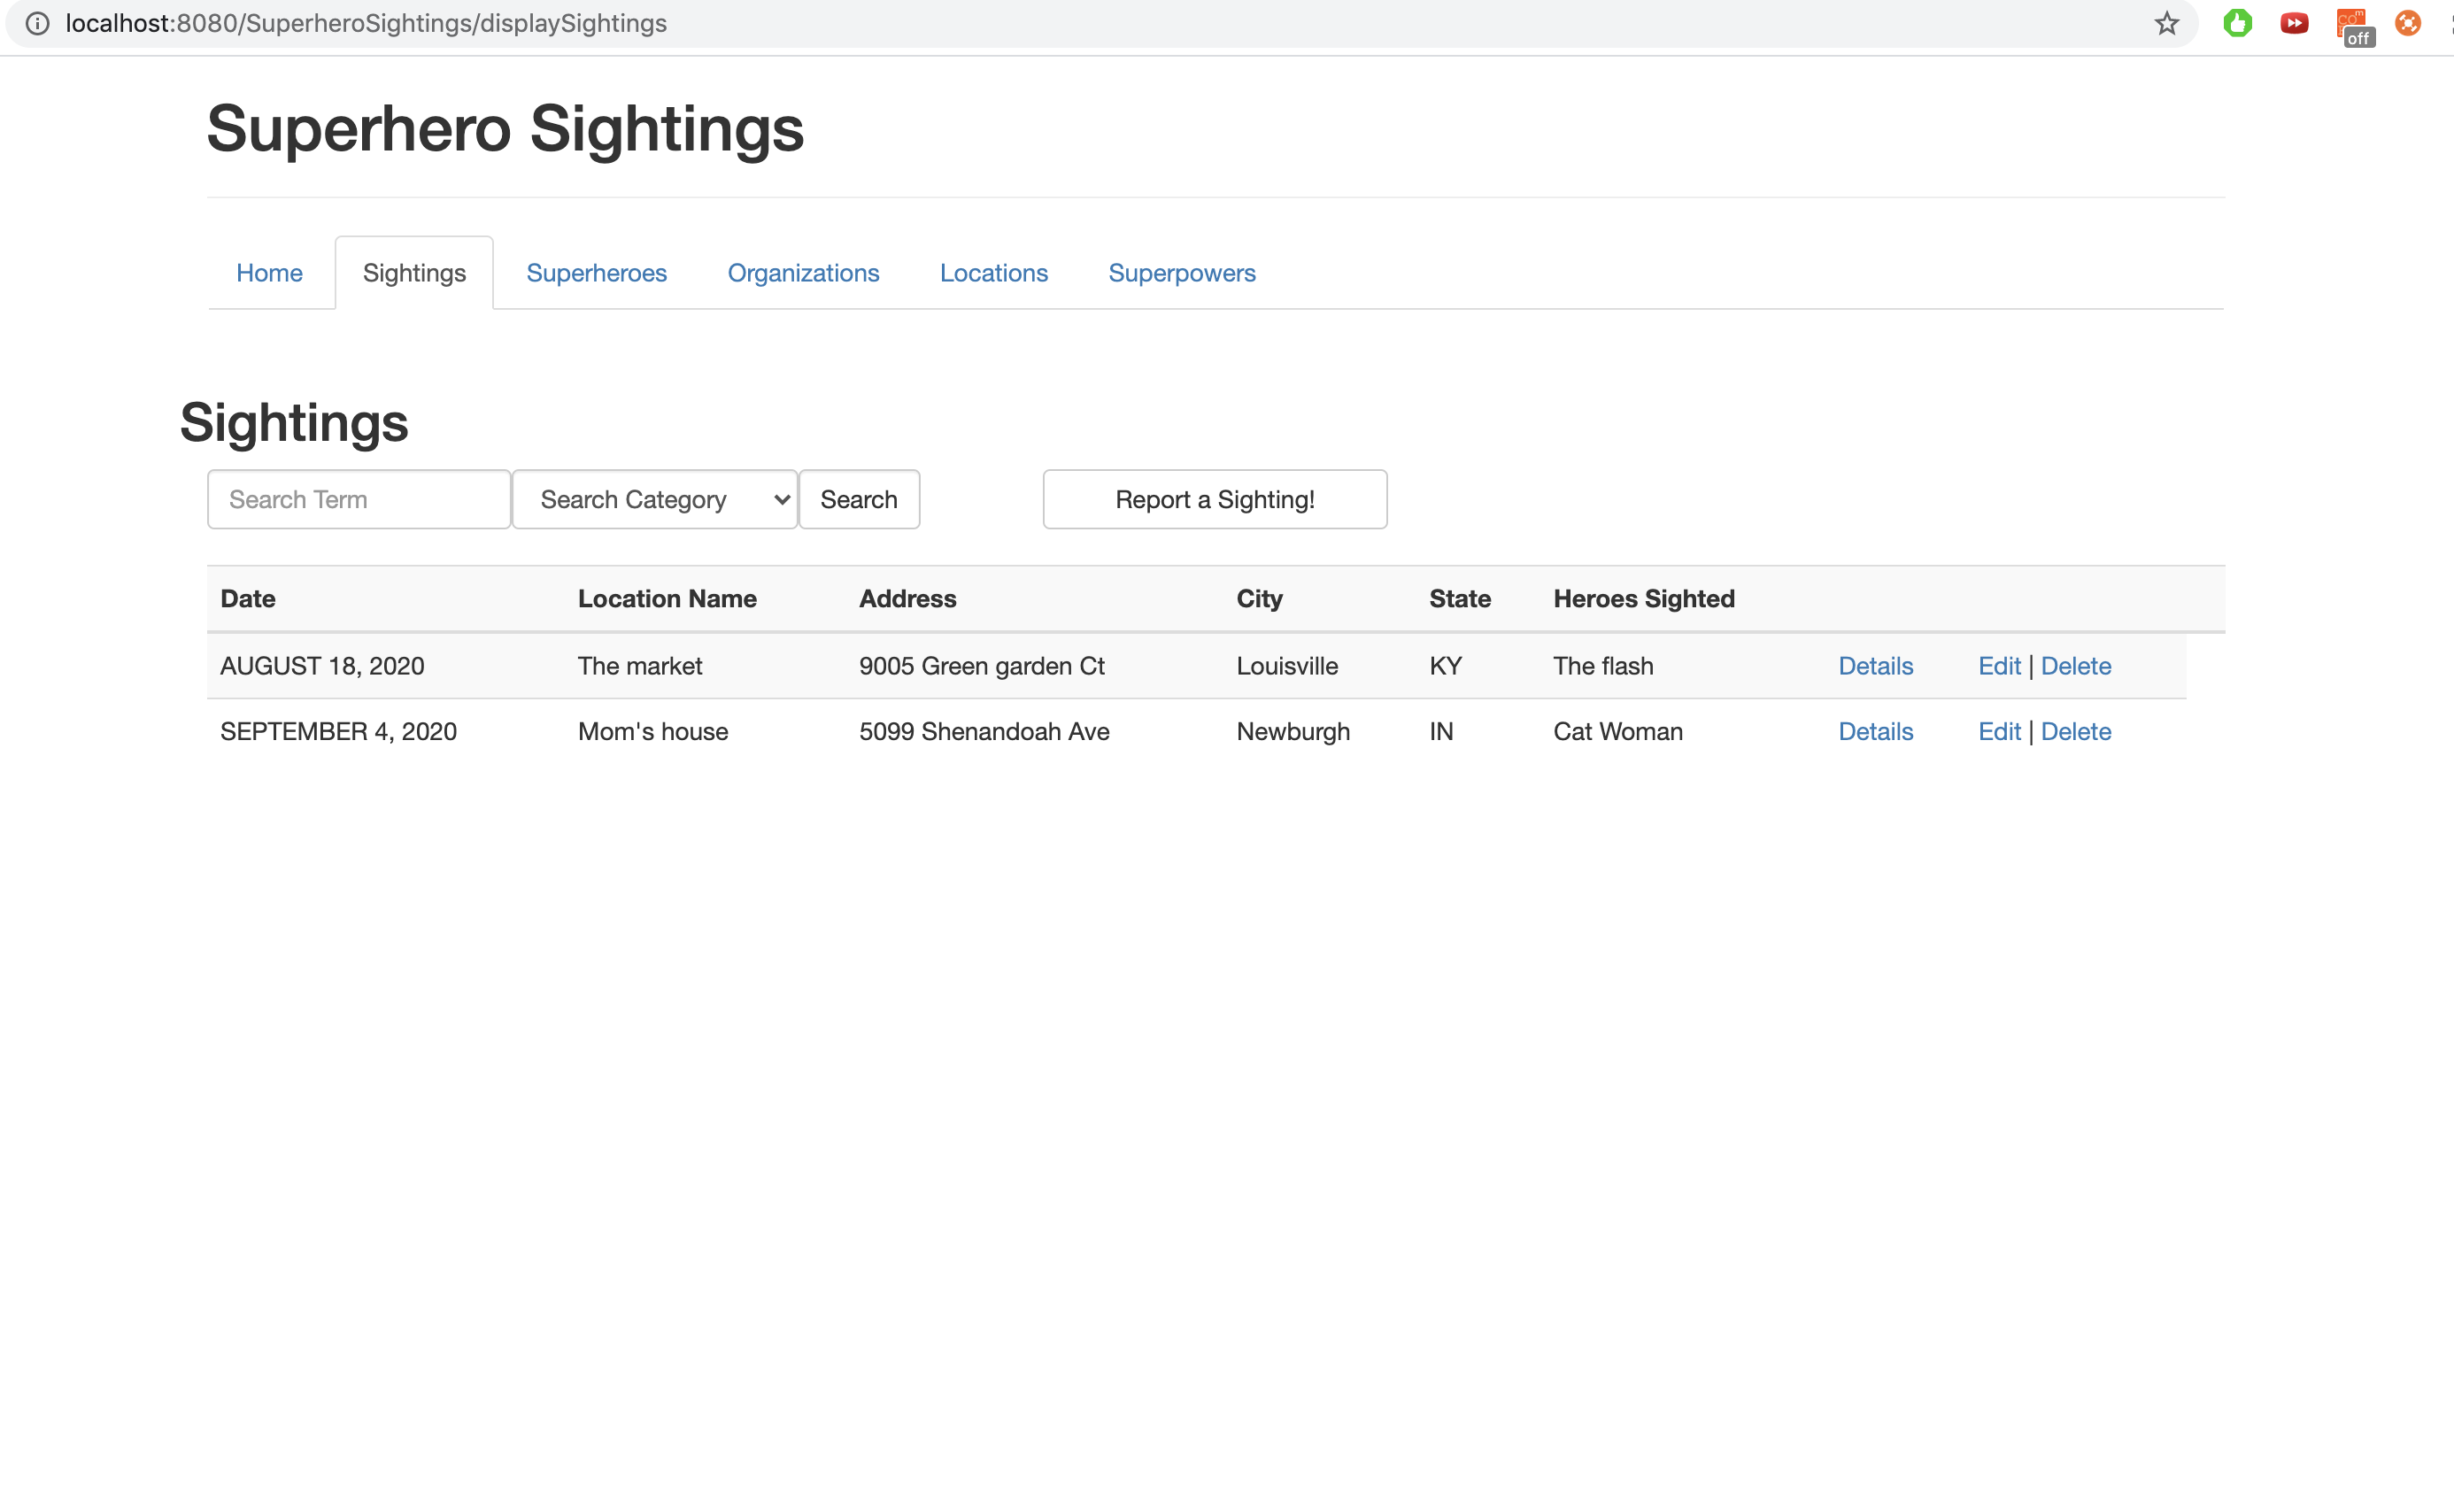 localhost:8080/SuperheroSightings/displaySightings
off
Superhero Sightings
Home Sightings Superheroes Organizations Locations Superpowers
Sightings
Search Term Search Category Search Report a Sighting!
Date Location Name Address City State Heroes Sighted
AUGUST 18, 2020 The market 9005 Green garden Ct Louisville KY The flash Details Edit | Delete
SEPTEMBER 4, 2020 Mom's house 5099 Shenandoah Ave Newburgh IN Cat Woman Details Edit | Delete